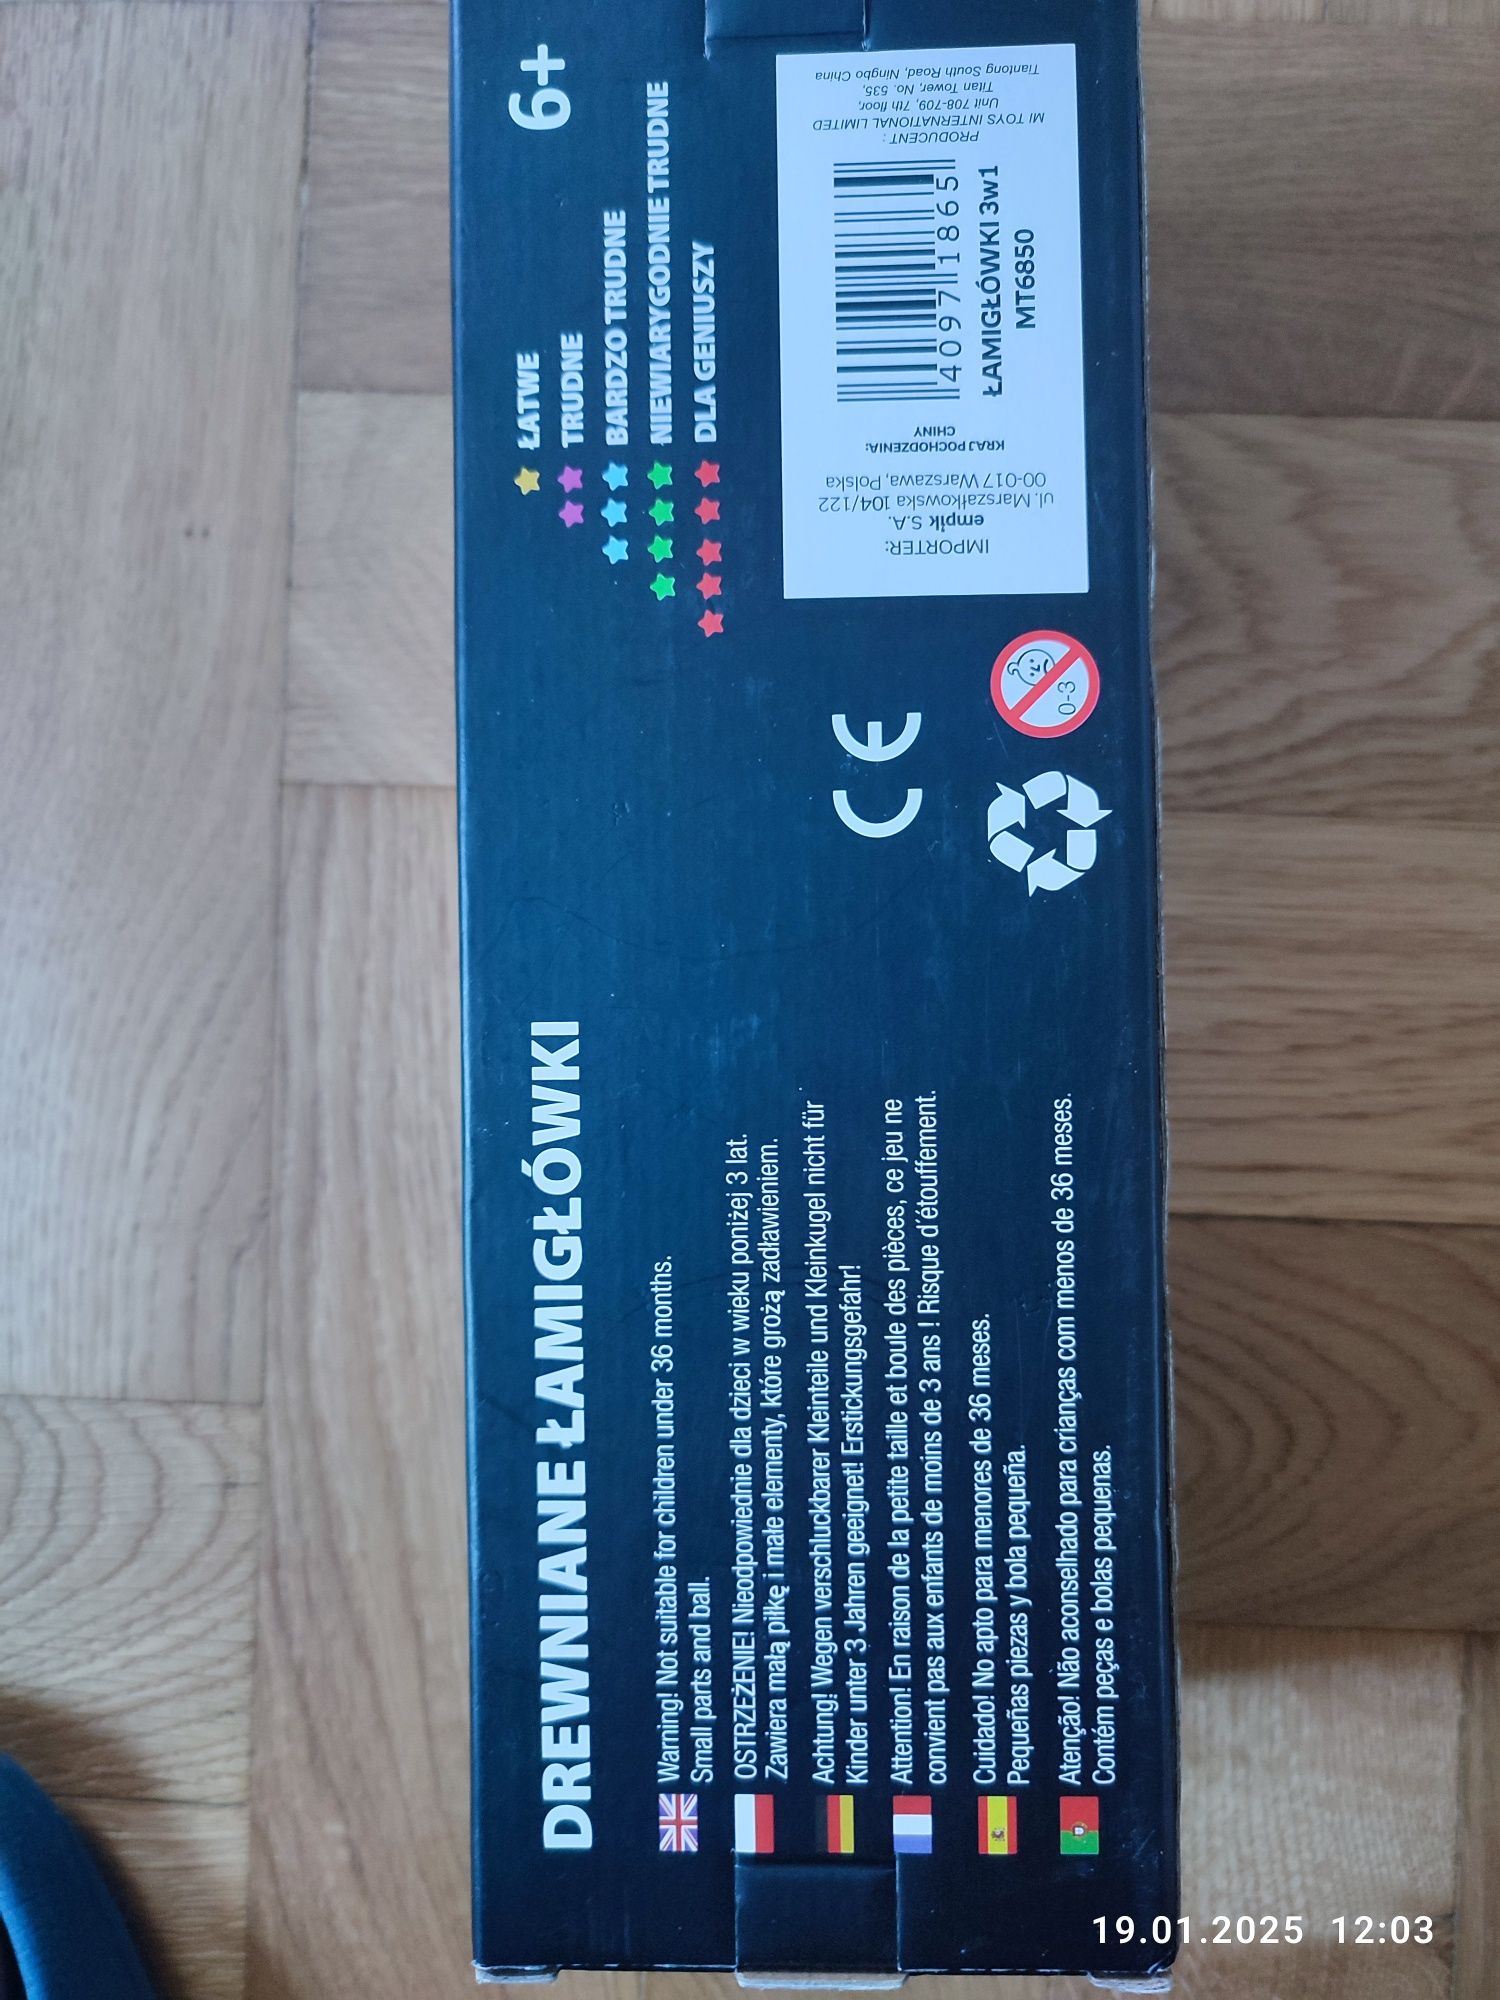 DREWNIANE ŁAMIGŁÓWKI
6+
Warning! Not suitable for children under 36 months.
Small parts and ball.
OSTRZEŻENIE! Nieodpowiednie dla dzieci w wieku poniżej 3 lat.
Zawiera małą piłkę i małe elementy, które grożą zadławieniem.
Achtung! Wegen verschluckbarer Kleinteile und Kleinkugel nicht für
Kinder unter 3 Jahren geeignet! Erstickungsgefahr!
Attention! En raison de la petite taille et boule des pièces, ce jeu ne
convient pas aux enfants de moins de 3 ans ! Risque d'étouffement.
Cuidado! No apto para menores de 36 meses.
Pequeñas piezas y bola pequeña.
Atenção! Não aconselhado para crianças com menos de 36 meses.
Contém peças e bolas pequenas.
ŁATWE
TRUDNE
BARDZO TRUDNE
NIEWIARYGODNIE TRUDNE
DLA GENIUSZY
CE
0-3
IMPORTER:
empik S.A.
ul. Marszałkowska 104/122
00-017 Warszawa, Polska
KRAJ POCHODZENIA:
CHINY
40971865
ŁAMIGŁÓWKI 3w1
MT6850
PRODUCENT :
MI TOYS INTERNATIONAL LIMITED
Unit 708-709, 7th floor,
Titan Tower, No. 535,
Tiantong South Road, Ningbo China
19.01.2025 12:03